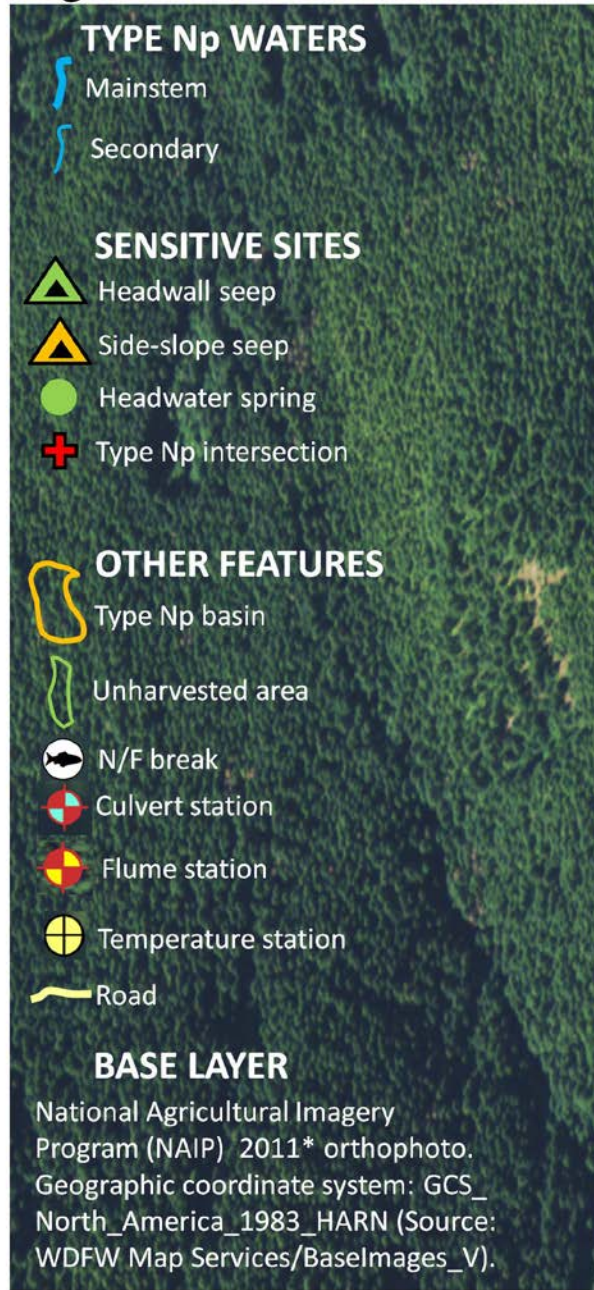 TYPE Np WATERS
Mainstem
Secondary
SENSITIVE SITES
Headwall seep
Side-slope seep
Headwater spring
Type Np intersection
OTHER FEATURES
Type Np basin
Unharvested area
N/F break
Culvert station
Flume station
Temperature station
Road
BASE LAYER
National Agricultural Imagery
Program (NAIP) 2011* orthophoto.
Geographic coordinate system: GCS_
North_America_1983_HARN (Source:
WDFW Map Services/BaseImages_V).